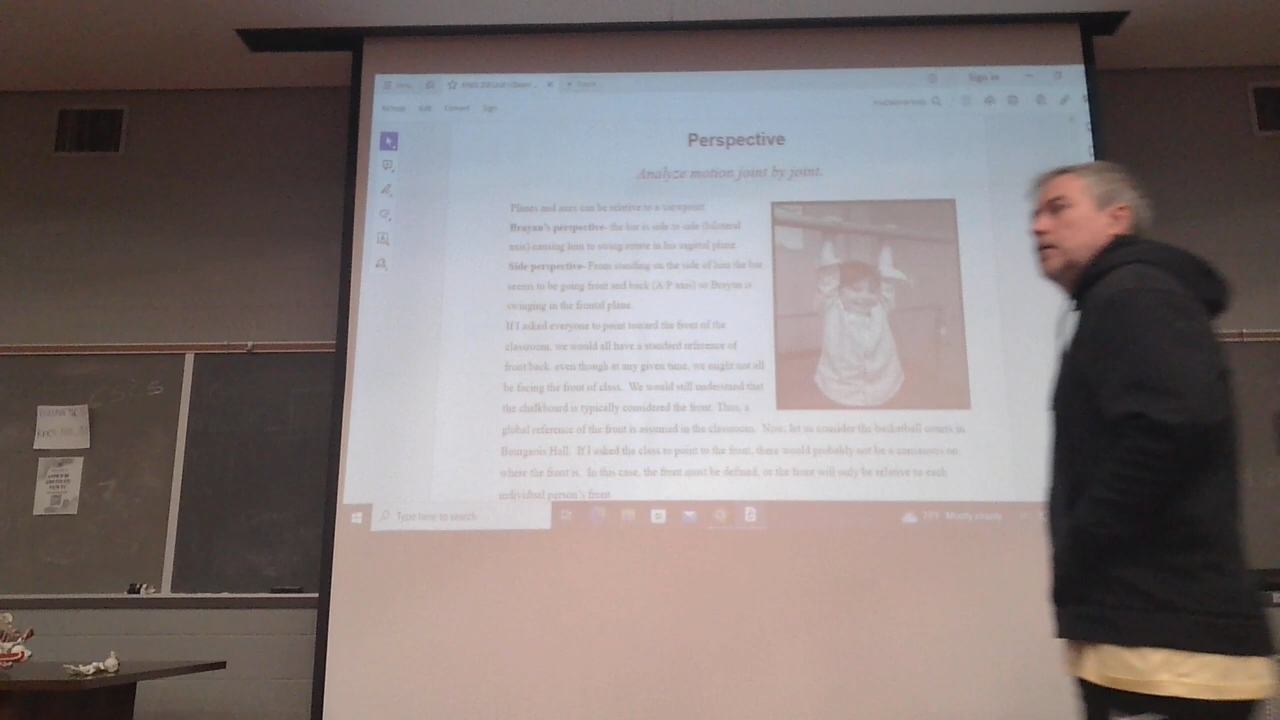 Sign in
Edit
Convert
Sign
Perspective
Analyze motion joint by joint.
Planes and axes can be relative to a viewpoint
Brayan's perspective- the bar is side to side (bilateral
axis) causing him to swing/rotate in his sagittal plane
Side perspective- From standing on the side of him the bar
seems to be going front and back (A/P axis) so Brayan is
swinging in the frontal plane.
If I asked everyone to point toward the front of the
classroom, we would all have a standard reference of
front/back, even though at any given time, we might not all
be facing the front of class. We would still understand that
the chalkboard is typically considered the front. Thus, a
global reference of the front is assumed in the classroom. Now, let us consider the basketball courts in
Bourganis Hall. If I asked the class to point to the front, there would probably not be a consensus on
where the front is. In this case, the front must be defined, or the front will only be relative to each
individual person's front
Type here to search
Mostly cloudy